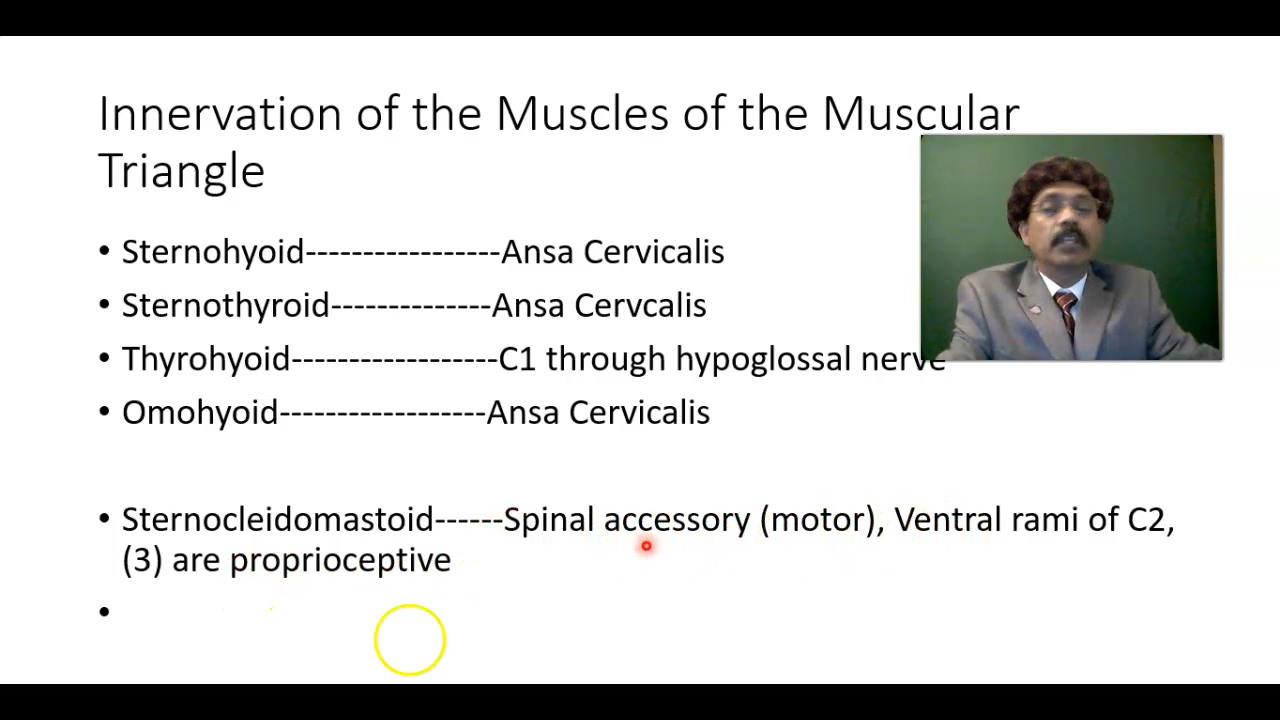 Innervation of the Muscles of the Muscular
Triangle
• Sternohyoid-----------------Ansa Cervicalis
• Sternothyroid--------------Ansa Cervcalis
• Thyrohyoid------------------C1 through hypoglossal nerve
• Omohyoid------------------Ansa Cervicalis
• Sternocleidomastoid------Spinal accessory (motor), Ventral rami of C2,
(3) are proprioceptive
•